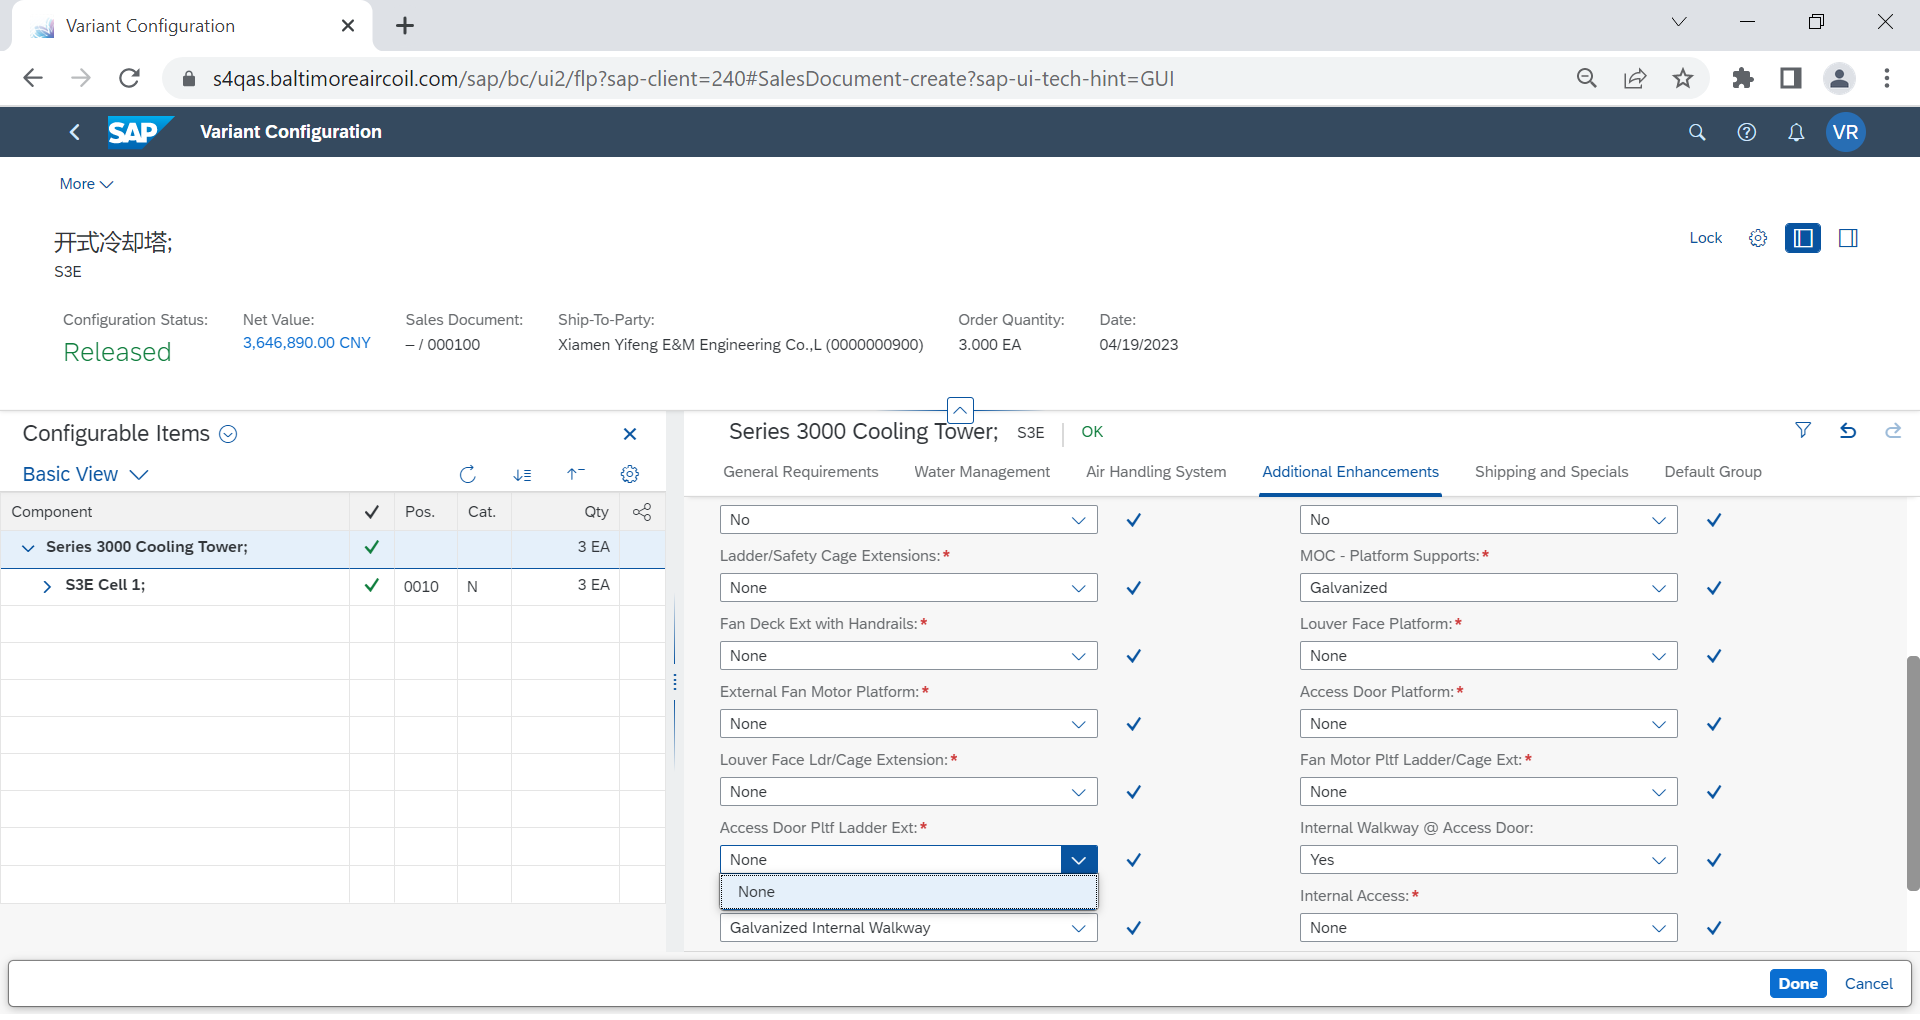 Variant Configuration
s4qas.baltimoreaircoil.com/sap/bc/ui2/flp?sap-client=240#SalesDocument-create?sap-ui-tech-hint=GUI
SAP Variant Configuration VR
More
开式冷却塔;
S3E
Lock
Configuration Status: Net Value: Sales Document: Ship-To-Party: Order Quantity: Date:
Released 3,646,890.00 CNY – / 000100 Xiamen Yifeng E&M Engineering Co.,L (0000000900) 3.000 EA 04/19/2023
Configurable Items
Basic View
Component Pos. Cat. Qty
Series 3000 Cooling Tower; 3 EA
S3E Cell 1; 0010 N 3 EA
Series 3000 Cooling Tower; S3E OK
General Requirements Water Management Air Handling System Additional Enhancements Shipping and Specials Default Group
No No
Ladder/Safety Cage Extensions:* MOC - Platform Supports:*
None Galvanized
Fan Deck Ext with Handrails:* Louver Face Platform:*
None None
External Fan Motor Platform:* Access Door Platform:*
None None
Louver Face Ldr/Cage Extension:* Fan Motor Pltf Ladder/Cage Ext:*
None None
Access Door Pltf Ladder Ext:* Internal Walkway @ Access Door:
None Yes
None Internal Access:*
Galvanized Internal Walkway None
Done Cancel